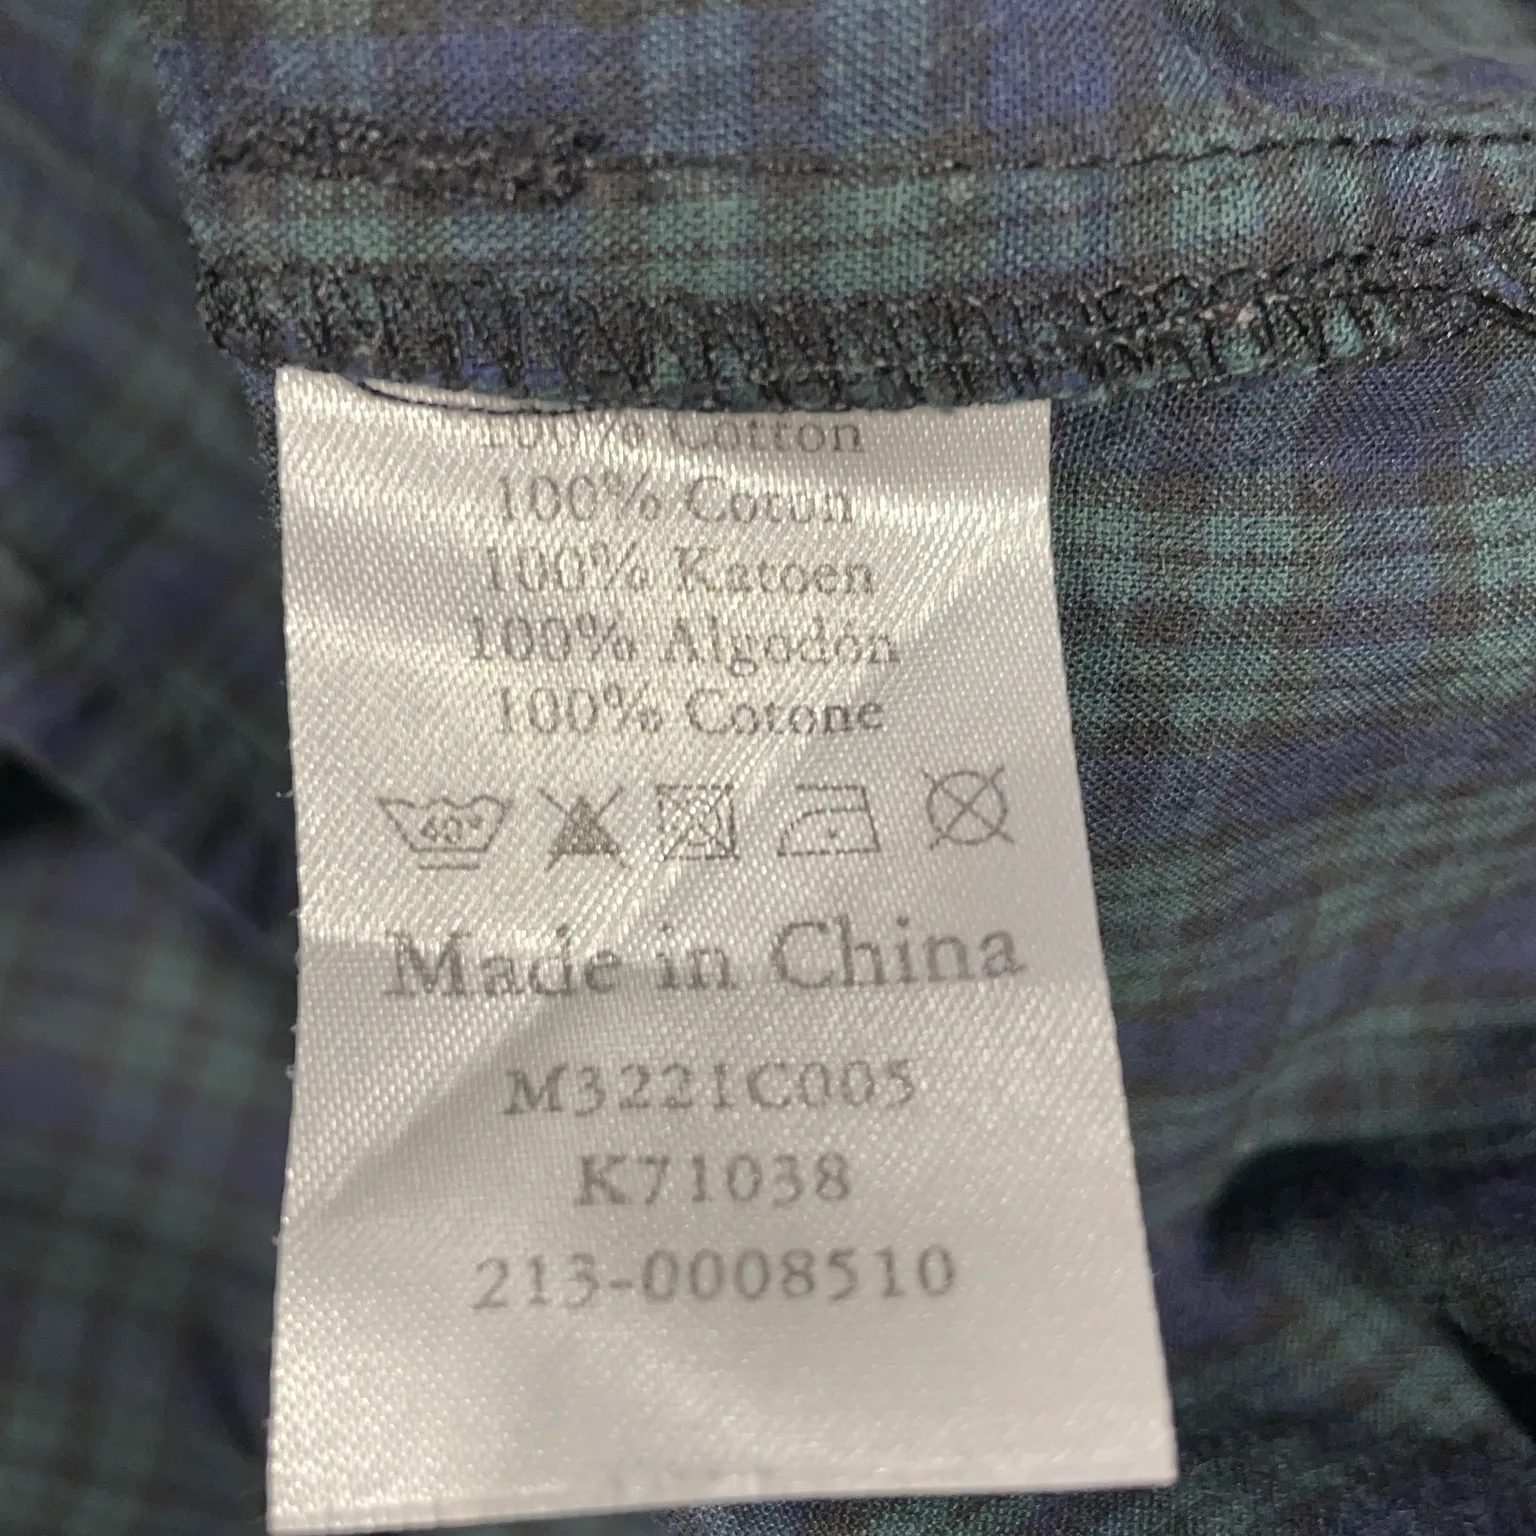 100% Cotton
100% Coton
100% Katoen
100% Algodón
100% Cotone
40°
Made in China
M3221C005
K71038
213-0008510